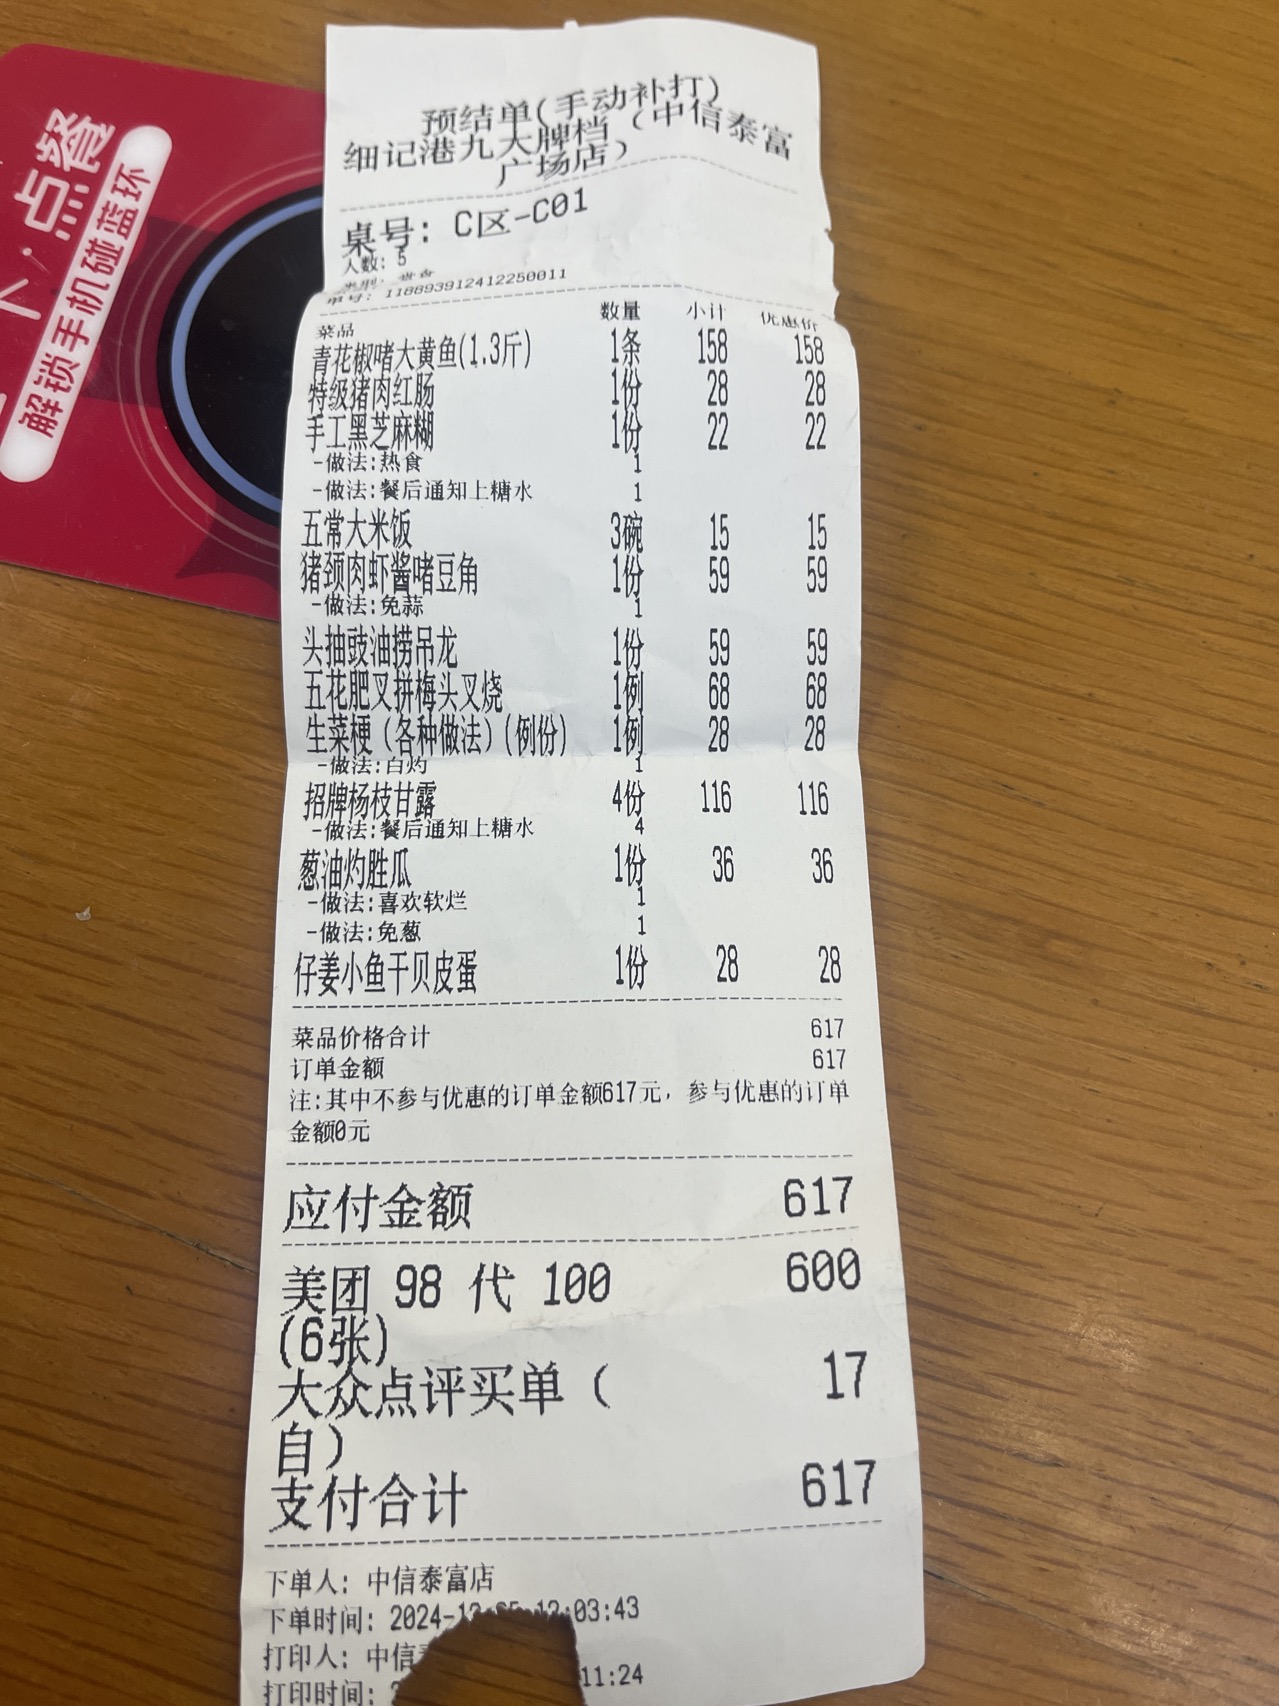 点餐
解锁手机碰蓝环
预结单(手动补打)
细记港九大牌档（中信泰富
广场店）
桌号: C区-C01
人数: 5
类型: 堂食
单号: 118893912412250011
菜品 数量 小计 优惠价
青花椒啫大黄鱼(1.3斤) 1条 158 158
特级猪肉红肠 1份 28 28
手工黑芝麻糊 1份 22 22
-做法:热食 1
-做法:餐后通知上糖水 1
五常大米饭 3碗 15 15
猪颈肉虾酱啫豆角 1份 59 59
-做法:免蒜 1
头抽豉油捞吊龙 1份 59 59
五花肥叉拼梅头叉烧 1例 68 68
生菜梗（各种做法）(例份) 1例 28 28
-做法:白灼 1
招牌杨枝甘露 4份 116 116
-做法:餐后通知上糖水 4
葱油灼胜瓜 1份 36 36
-做法:喜欢软烂 1
-做法:免葱 1
仔姜小鱼干贝皮蛋 1份 28 28
菜品价格合计 617
订单金额 617
注:其中不参与优惠的订单金额617元，参与优惠的订单
金额0元
应付金额 617
美团 98 代 100 600
(6张)
大众点评买单（ 17
自）
支付合计 617
下单人: 中信泰富店
下单时间: 2024-12 12:03:43
打印人: 中信
打印时间: 11:24